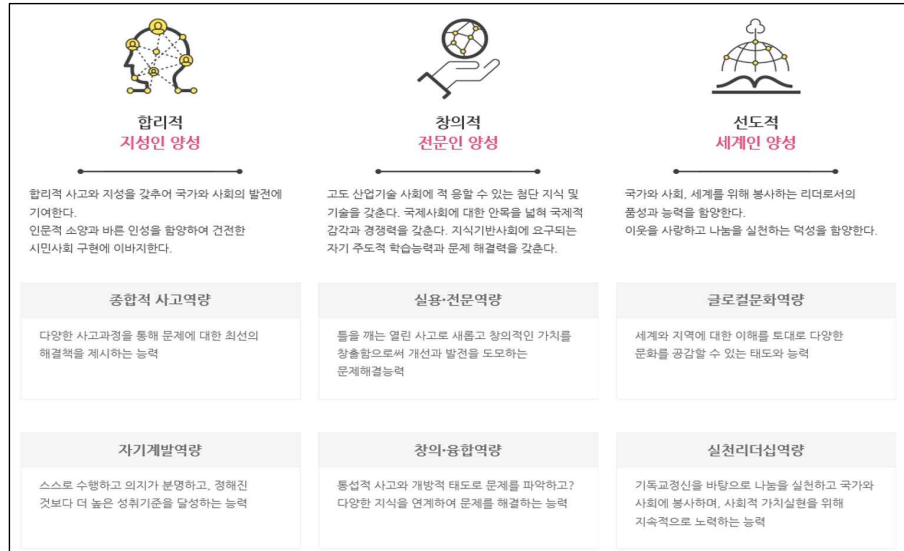 합리적
지성인 양성
합리적 사고와 지성을 갖추어 국가와 사회의 발전에
기여한다.
인문적 소양과 바른 인성을 함양하여 건전한
시민사회 구현에 이바지한다.
종합적 사고역량
다양한 사고과정을 통해 문제에 대한 최선의
해결책을 제시하는 능력
자기계발역량
스스로 수행하고 의지가 분명하고, 정해진
것보다 더 높은 성취기준을 달성하는 능력
창의적
전문인 양성
고도 산업기술 사회에 적 응할 수 있는 첨단 지식 및
기술을 갖춘다. 국제사회에 대한 안목을 넓혀 국제적
감각과 경쟁력을 갖춘다. 지식기반사회에 요구되는
자기 주도적 학습능력과 문제 해결력을 갖춘다.
실용·전문역량
틀을 깨는 열린 사고로 새롭고 창의적인 가치를
창출함으로써 개선과 발전을 도모하는
문제해결능력
창의·융합역량
통섭적 사고와 개방적 태도로 문제를 파악하고?
다양한 지식을 연계하여 문제를 해결하는 능력
선도적
세계인 양성
국가와 사회, 세계를 위해 봉사하는 리더로서의
품성과 능력을 함양한다.
이웃을 사랑하고 나눔을 실천하는 덕성을 함양한다.
글로컬문화역량
세계와 지역에 대한 이해를 토대로 다양한
문화를 공감할 수 있는 태도와 능력
실천리더십역량
기독교정신을 바탕으로 나눔을 실천하고 국가와
사회에 봉사하며, 사회적 가치실현을 위해
지속적으로 노력하는 능력